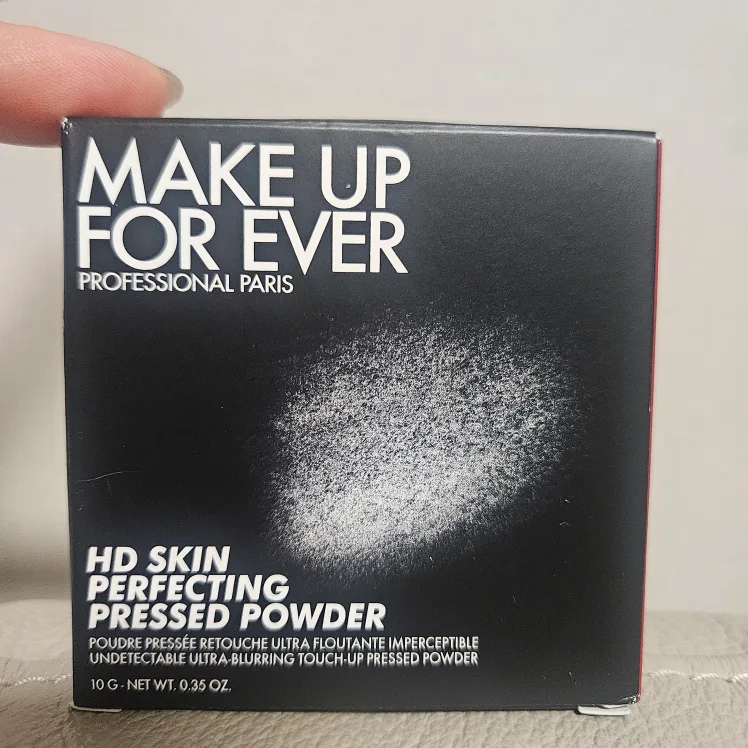 MAKE UP
FOR EVER
PROFESSIONAL PARIS
HD SKIN
PERFECTING
PRESSED POWDER
POUDRE PRESSÉE RETOUCHE ULTRA FLOUTANTE IMPERCEPTIBLE
UNDETECTABLE ULTRA-BLURRING TOUCH-UP PRESSED POWDER
10 G - NET WT. 0.35 OZ.